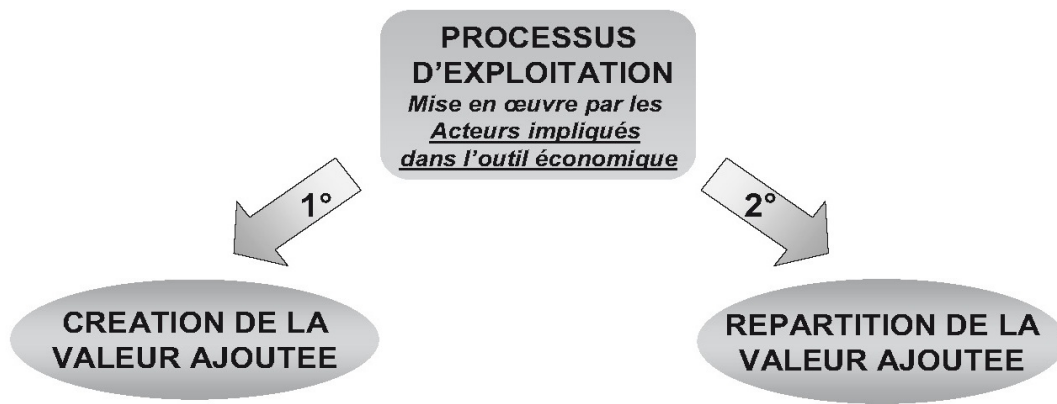 PROCESSUS
D'EXPLOITATION
Mise en œuvre par les
Acteurs impliqués
dans l'outil économique
1°
2°
CREATION DE LA
VALEUR AJOUTEE
REPARTITION DE LA
VALEUR AJOUTEE